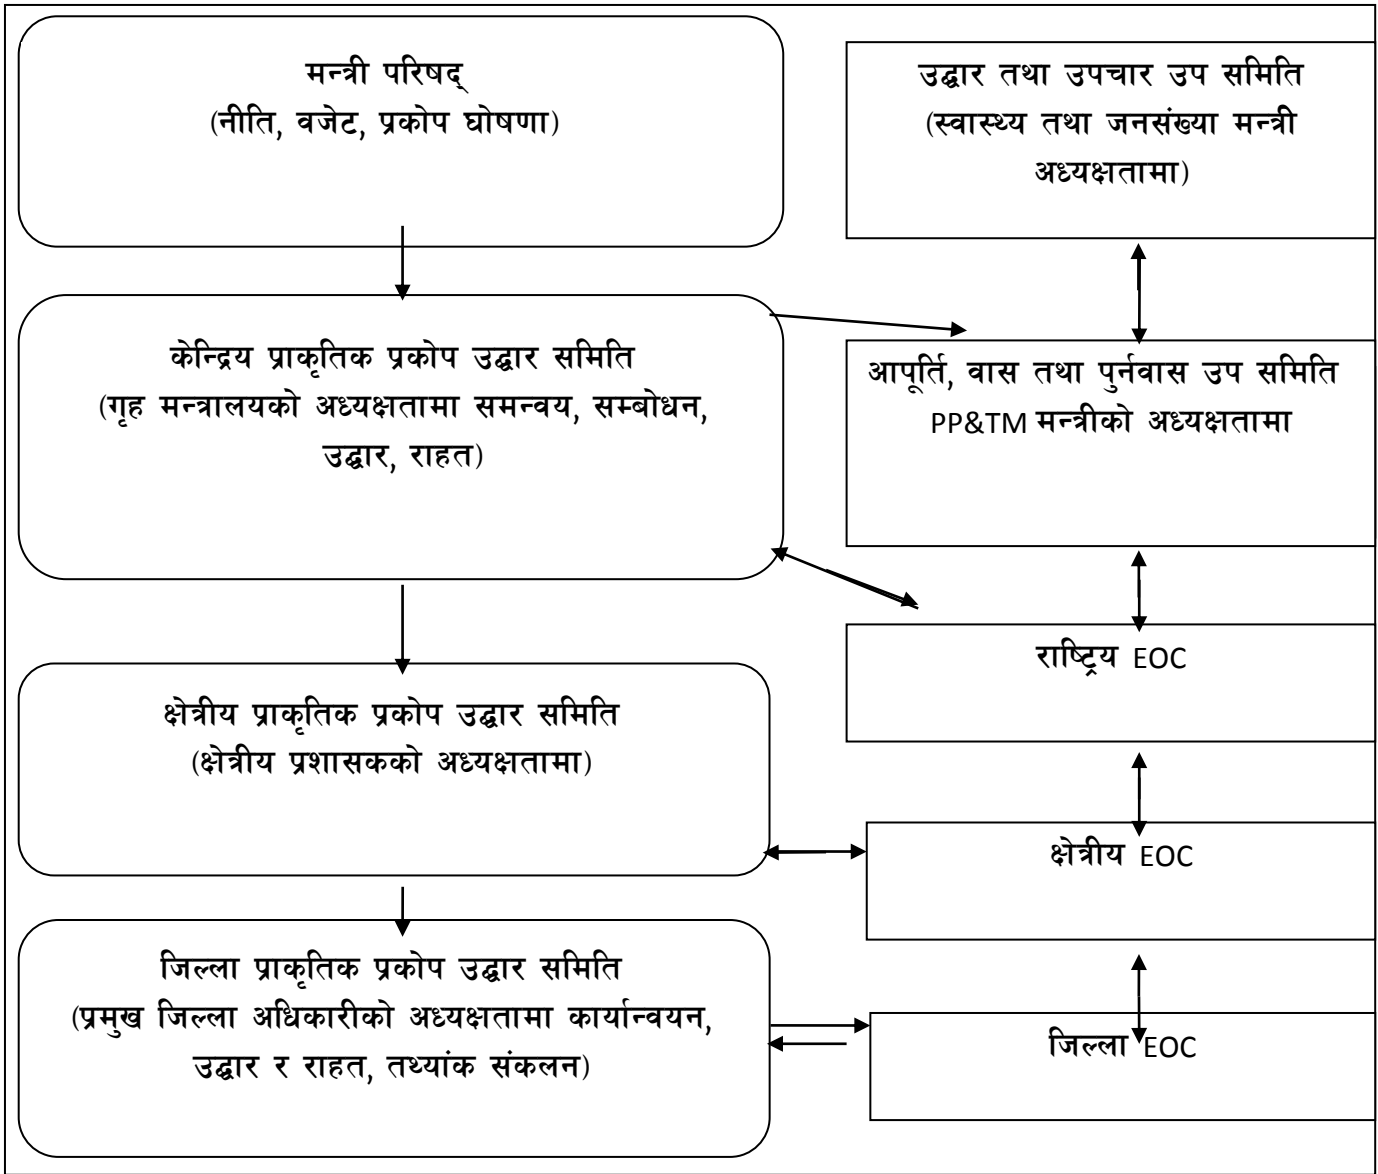 मन्त्री परिषद्
(नीति, वजेट, प्रकोप घोषणा)
उद्धार तथा उपचार उप समिति
(स्वास्थ्य तथा जनसंख्या मन्त्री
अध्यक्षतामा)
केन्द्रिय प्राकृतिक प्रकोप उद्धार समिति
(गृह मन्त्रालयको अध्यक्षतामा समन्वय, सम्बोधन,
उद्धार, राहत)
आपूर्ति, वास तथा पुर्नवास उप समिति
PP&TM मन्त्रीको अध्यक्षतामा
राष्ट्रिय EOC
क्षेत्रीय प्राकृतिक प्रकोप उद्धार समिति
(क्षेत्रीय प्रशासकको अध्यक्षतामा)
क्षेत्रीय EOC
जिल्ला प्राकृतिक प्रकोप उद्धार समिति
(प्रमुख जिल्ला अधिकारीको अध्यक्षतामा कार्यान्वयन,
उद्धार र राहत, तथ्यांक संकलन)
जिल्ला EOC